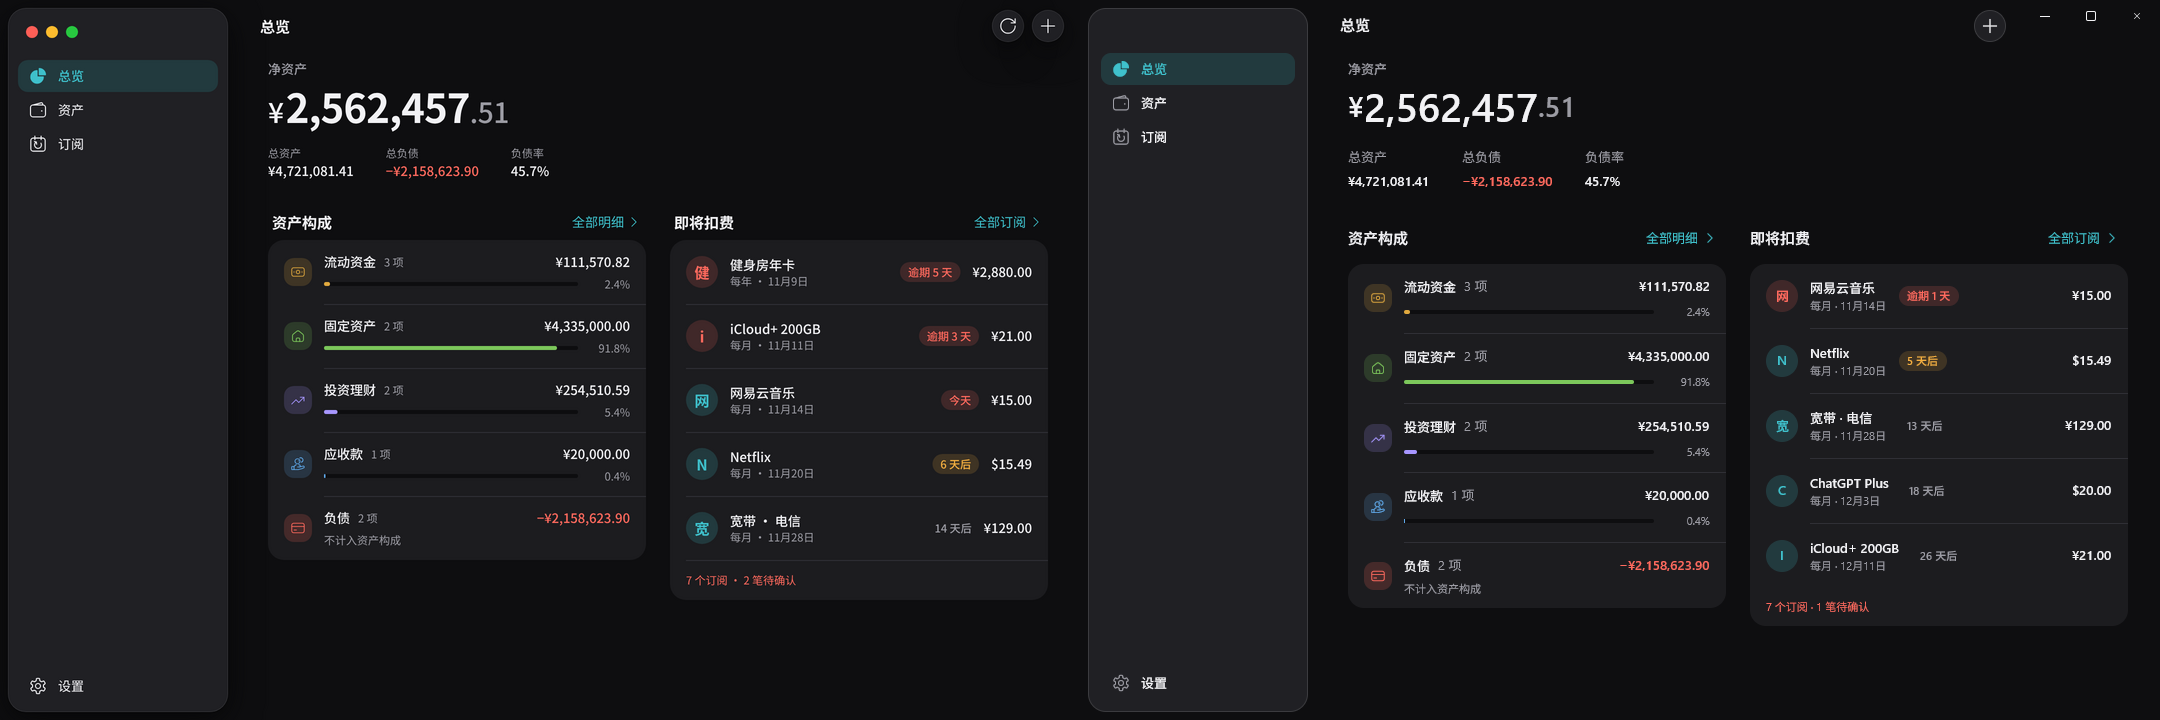 总览
资产
订阅
设置
总览
净资产
¥2,562,457.51
总资产 总负债 负债率
¥4,721,081.41 −¥2,158,623.90 45.7%
资产构成 全部明细
流动资金 3 项 ¥111,570.82
2.4%
固定资产 2 项 ¥4,335,000.00
91.8%
投资理财 2 项 ¥254,510.59
5.4%
应收款 1 项 ¥20,000.00
0.4%
负债 2 项 −¥2,158,623.90
不计入资产构成
即将扣费 全部订阅
健 健身房年卡 逾期 5 天 ¥2,880.00
每年 · 11月9日
i iCloud+ 200GB 逾期 3 天 ¥21.00
每月 · 11月11日
网 网易云音乐 今天 ¥15.00
每月 · 11月14日
N Netflix 6 天后 $15.49
每月 · 11月20日
宽 宽带 · 电信 14 天后 ¥129.00
每月 · 11月28日
7 个订阅 · 2 笔待确认
总览
资产
订阅
设置
总览
净资产
¥2,562,457.51
总资产 总负债 负债率
¥4,721,081.41 −¥2,158,623.90 45.7%
资产构成 全部明细
流动资金 3 项 ¥111,570.82
2.4%
固定资产 2 项 ¥4,335,000.00
91.8%
投资理财 2 项 ¥254,510.59
5.4%
应收款 1 项 ¥20,000.00
0.4%
负债 2 项 −¥2,158,623.90
不计入资产构成
即将扣费 全部订阅
网 网易云音乐 逾期 1 天 ¥15.00
每月 · 11月14日
N Netflix 5 天后 $15.49
每月 · 11月20日
宽 宽带 · 电信 13 天后 ¥129.00
每月 · 11月28日
C ChatGPT Plus 18 天后 $20.00
每月 · 12月3日
I iCloud+ 200GB 26 天后 ¥21.00
每月 · 12月11日
7 个订阅 · 1 笔待确认